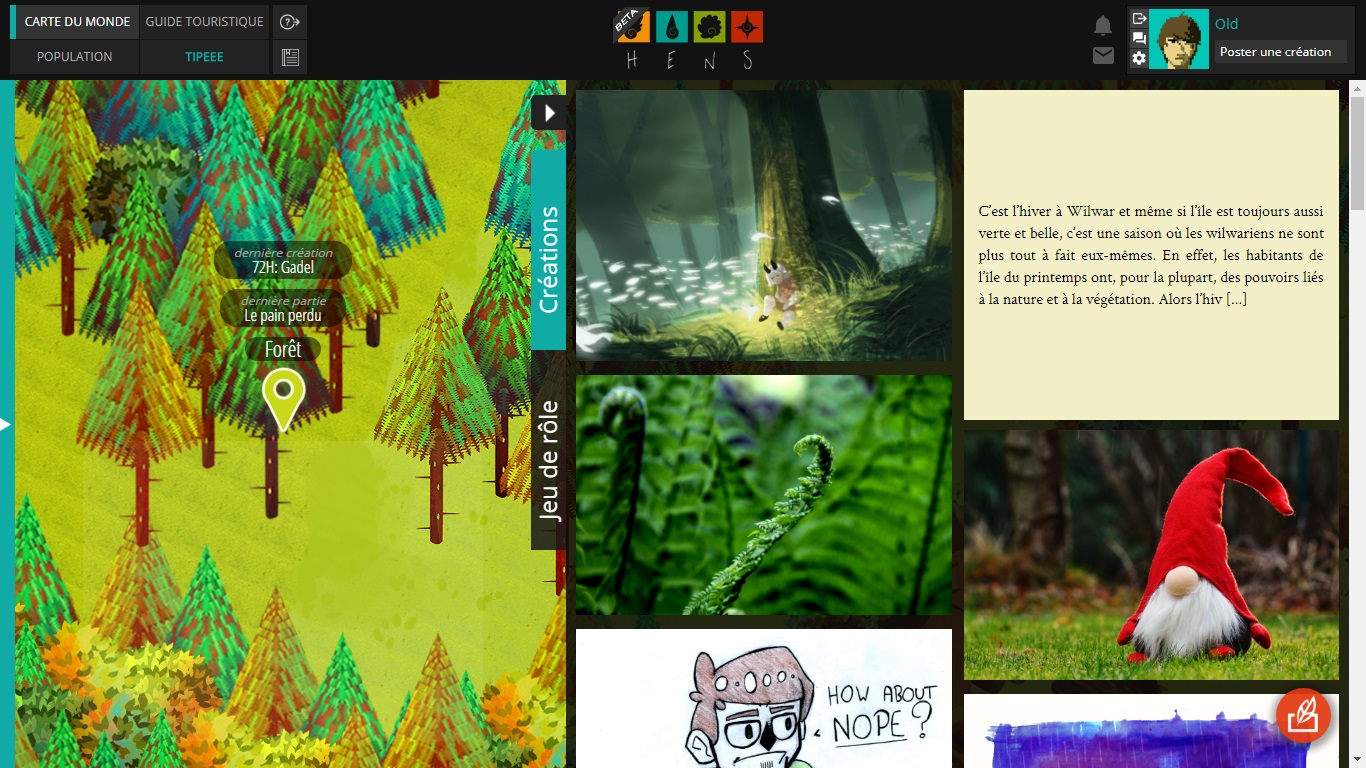 CARTE DU MONDE
GUIDE TOURISTIQUE
POPULATION
TIPEEE
BETA
H E N S
Old
Poster une création
dernière création
72H: Gadel
dernière partie
Le pain perdu
Forêt
Créations
Jeu de rôle
C'est l'hiver à Wilwar et même si l'île est toujours aussi
verte et belle, c'est une saison où les wilwariens ne sont
plus tout à fait eux-mêmes. En effet, les habitants de
l'île du printemps ont, pour la plupart, des pouvoirs liés
à la nature et à la végétation. Alors l'hiv [...]
HOW ABOUT
NOPE?